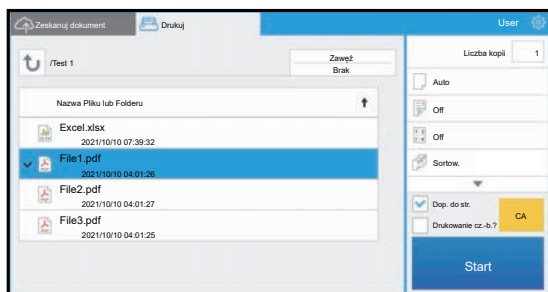 Zeskanuj dokument
Drukuj
User
/Test 1
Zawęź
Brak
Liczba kopii
1
Nazwa Pliku lub Folderu
Excel.xlsx
2021/10/10 07:39:32
File1.pdf
2021/10/10 04:01:26
File2.pdf
2021/10/10 04:01:27
File3.pdf
2021/10/10 04:01:25
Auto
Off
Off
Sortow.
Dop. do str.
Drukowanie cz.-b.?
CA
Start